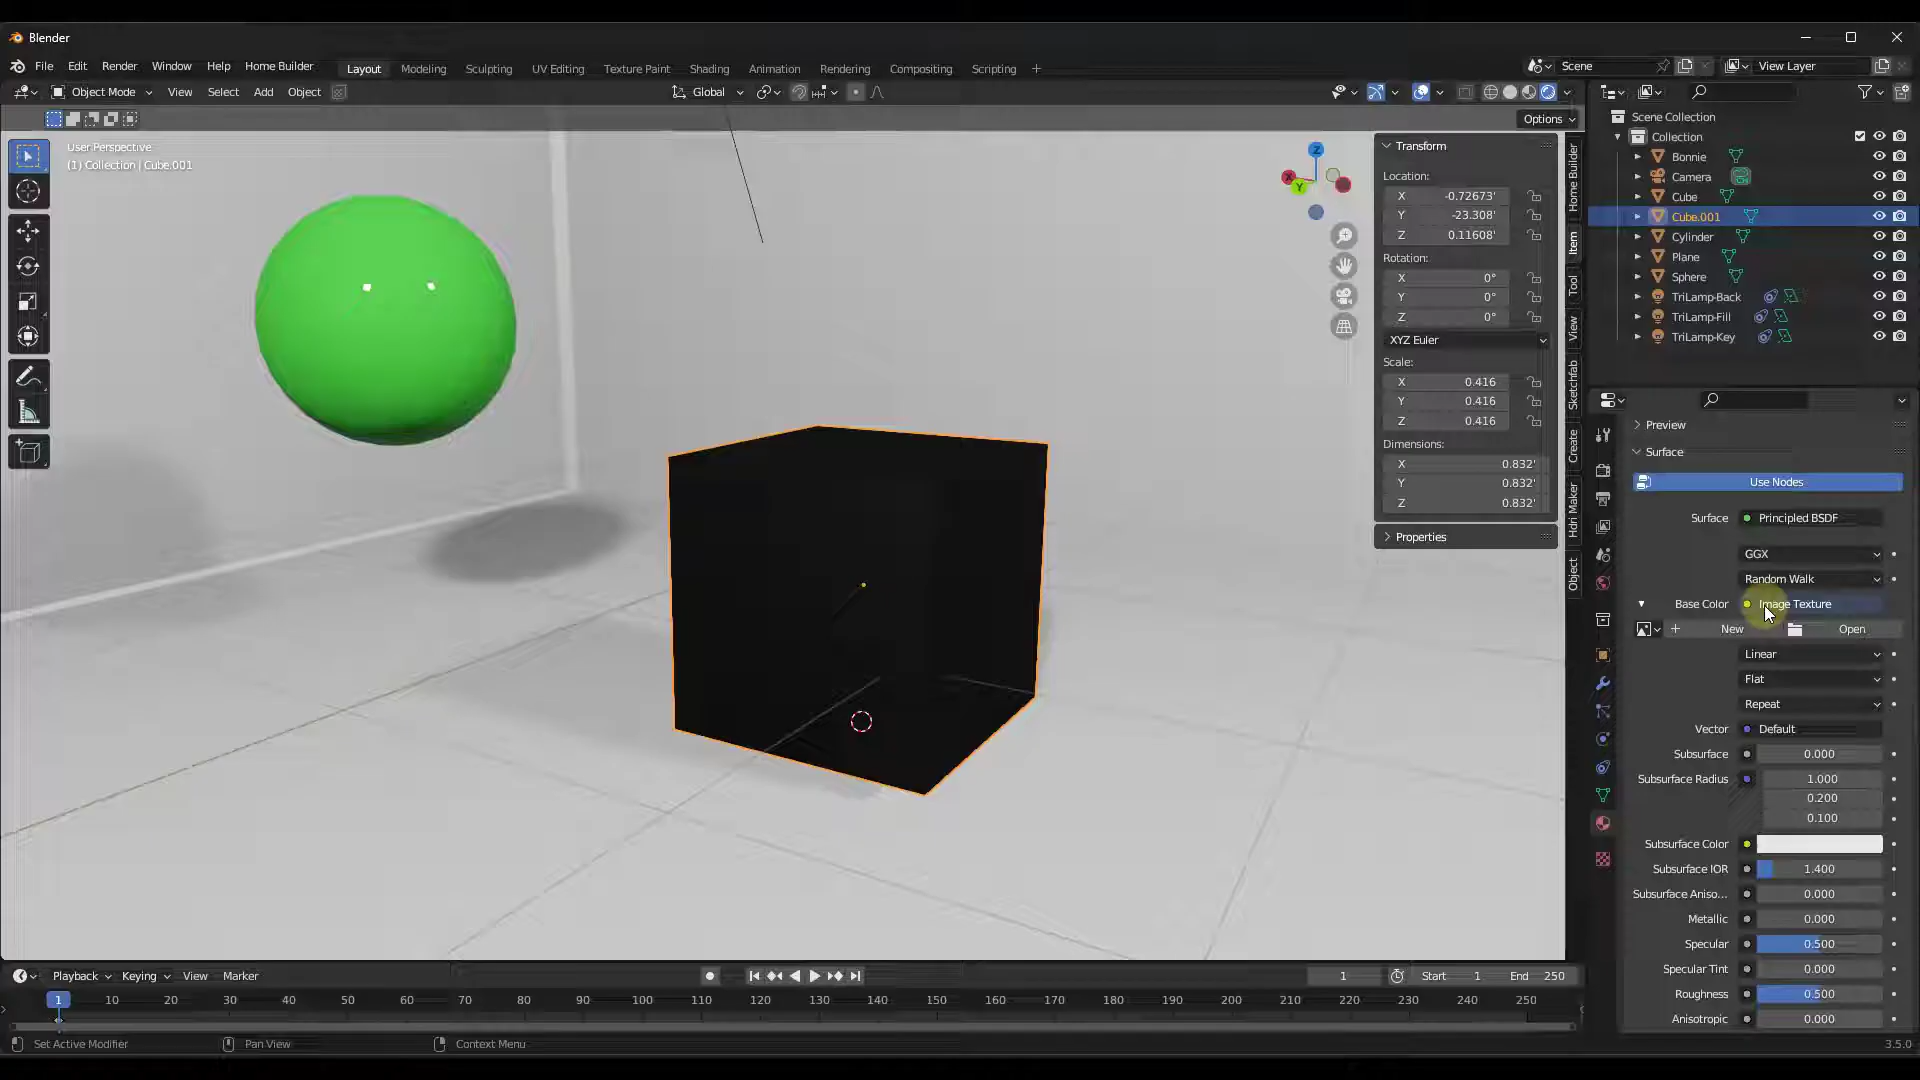 Blender
File Edit Render Window Help Home Builder Layout Modeling Sculpting UV Editing Texture Paint Shading Animation Rendering Compositing Scripting + Scene View Layer
Object Mode View Select Add Object Global
Options
User Perspective
(1) Collection | Cube.001
Z
X
Y
Transform
Location:
X -0.72673'
Y -23.308'
Z 0.11608'
Rotation:
X 0°
Y 0°
Z 0°
XYZ Euler
Scale:
X 0.416
Y 0.416
Z 0.416
Dimensions:
X 0.832'
Y 0.832'
Z 0.832'
Properties
Home Builder
Item
Tool
View
Sketchfab
Create
Hdri Maker
Object
Scene Collection
Collection
Bonnie
Camera
Cube
Cube.001
Cylinder
Plane
Sphere
TriLamp-Back
TriLamp-Fill
TriLamp-Key
Preview
Surface
Use Nodes
Surface Principled BSDF
GGX
Random Walk
Base Color Image Texture
New Open
Linear
Flat
Repeat
Vector Default
Subsurface 0.000
Subsurface Radius 1.000
0.200
0.100
Subsurface Color
Subsurface IOR 1.400
Subsurface Aniso... 0.000
Metallic 0.000
Specular 0.500
Specular Tint 0.000
Roughness 0.500
Anisotropic 0.000
Playback Keying View Marker 1 Start 1 End 250
1 10 20 30 40 50 60 70 80 90 100 110 120 130 140 150 160 170 180 190 200 210 220 230 240 250
Set Active Modifier Pan View Context Menu 3.5.0